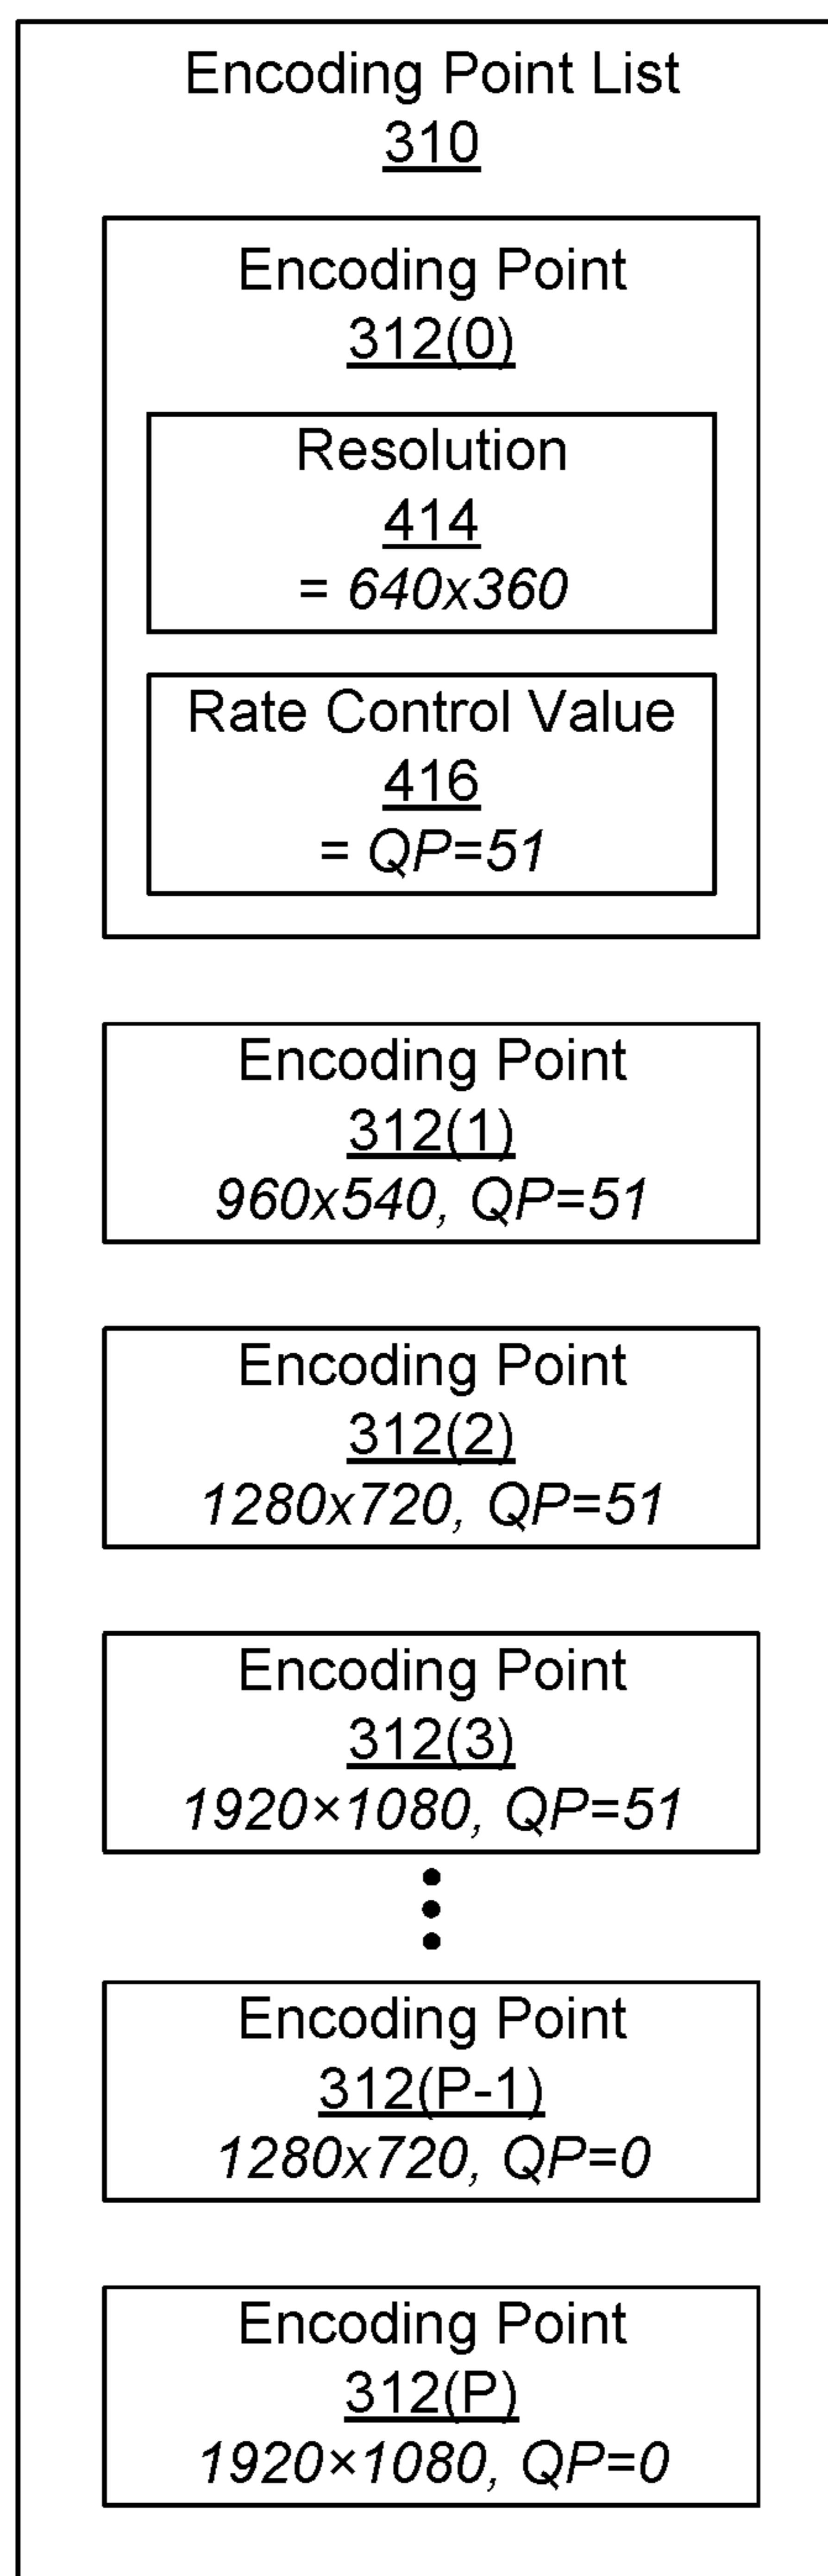 Encoding Point List
310
Encoding Point
312(0)
Resolution
414
= 640x360
Rate Control Value
416
= QP=51
Encoding Point
312(1)
960x540, QP=51
Encoding Point
312(2)
1280x720, QP=51
Encoding Point
312(3)
1920×1080, QP=51
Encoding Point
312(P-1)
1280x720, QP=0
Encoding Point
312(P)
1920×1080, QP=0